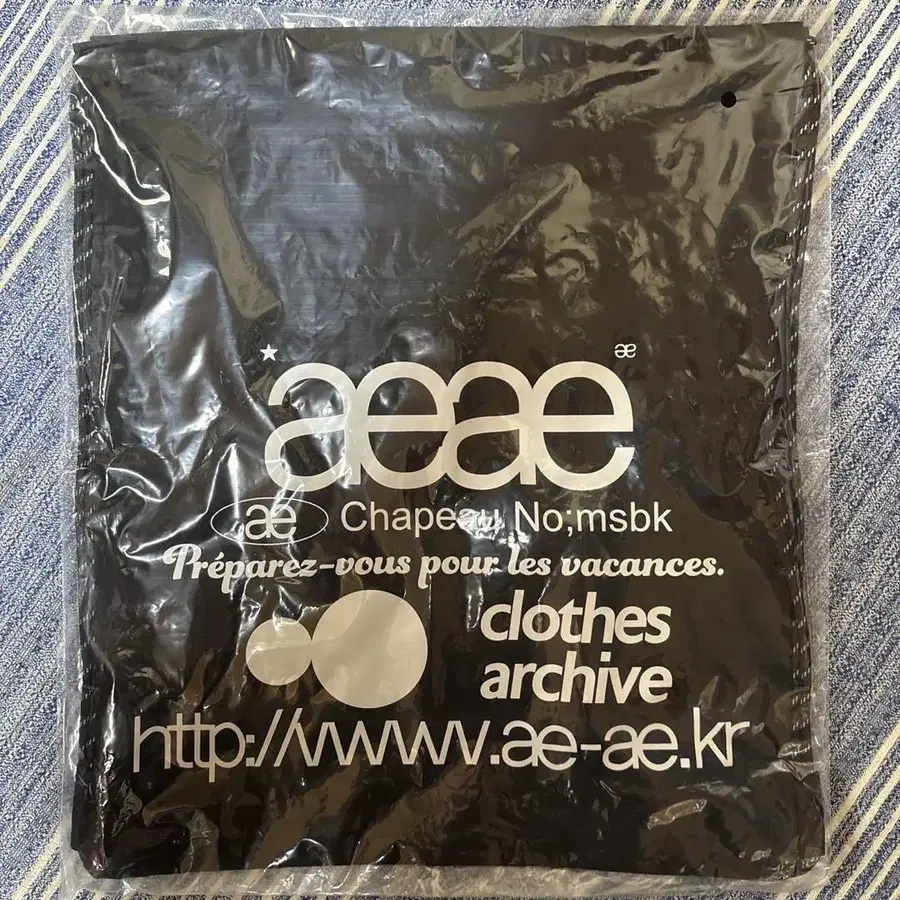 æ
aeae
ae Chapeau No;msbk
Préparez-vous pour les vacances.
clothes
archive
http://www.ae-ae.kr